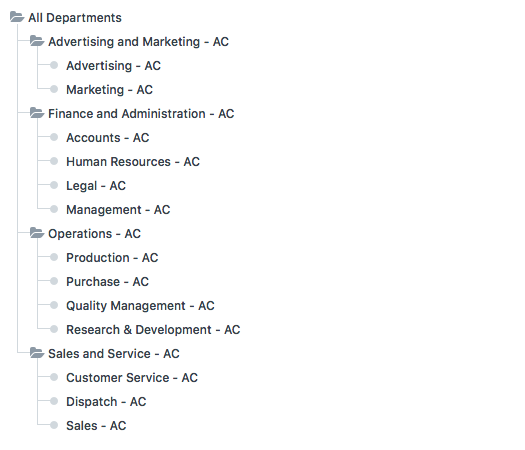 All Departments
Advertising and Marketing - AC
Advertising - AC
Marketing - AC
Finance and Administration - AC
Accounts - AC
Human Resources - AC
Legal - AC
Management - AC
Operations - AC
Production - AC
Purchase - AC
Quality Management - AC
Research & Development - AC
Sales and Service - AC
Customer Service - AC
Dispatch - AC
Sales - AC